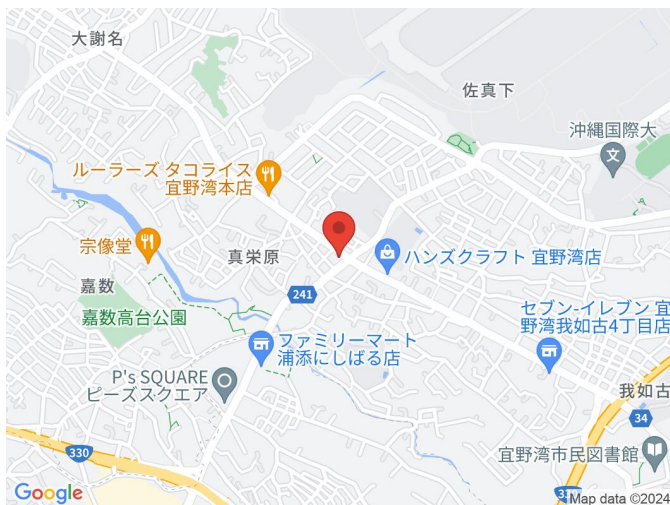 大謝名
佐真下
沖縄国際大
ルーラーズ タコライス
宜野湾本店
宗像堂
真栄原
ハンズクラフト 宜野湾店
嘉数
241
嘉数高台公園
セブン-イレブン 宜
野湾我如古4丁目店
ファミリーマート
浦添にしばる店
P's SQUARE
ピーズスクエア
我如古
34
330
宜野湾市民図書館
Google
Map data ©2024